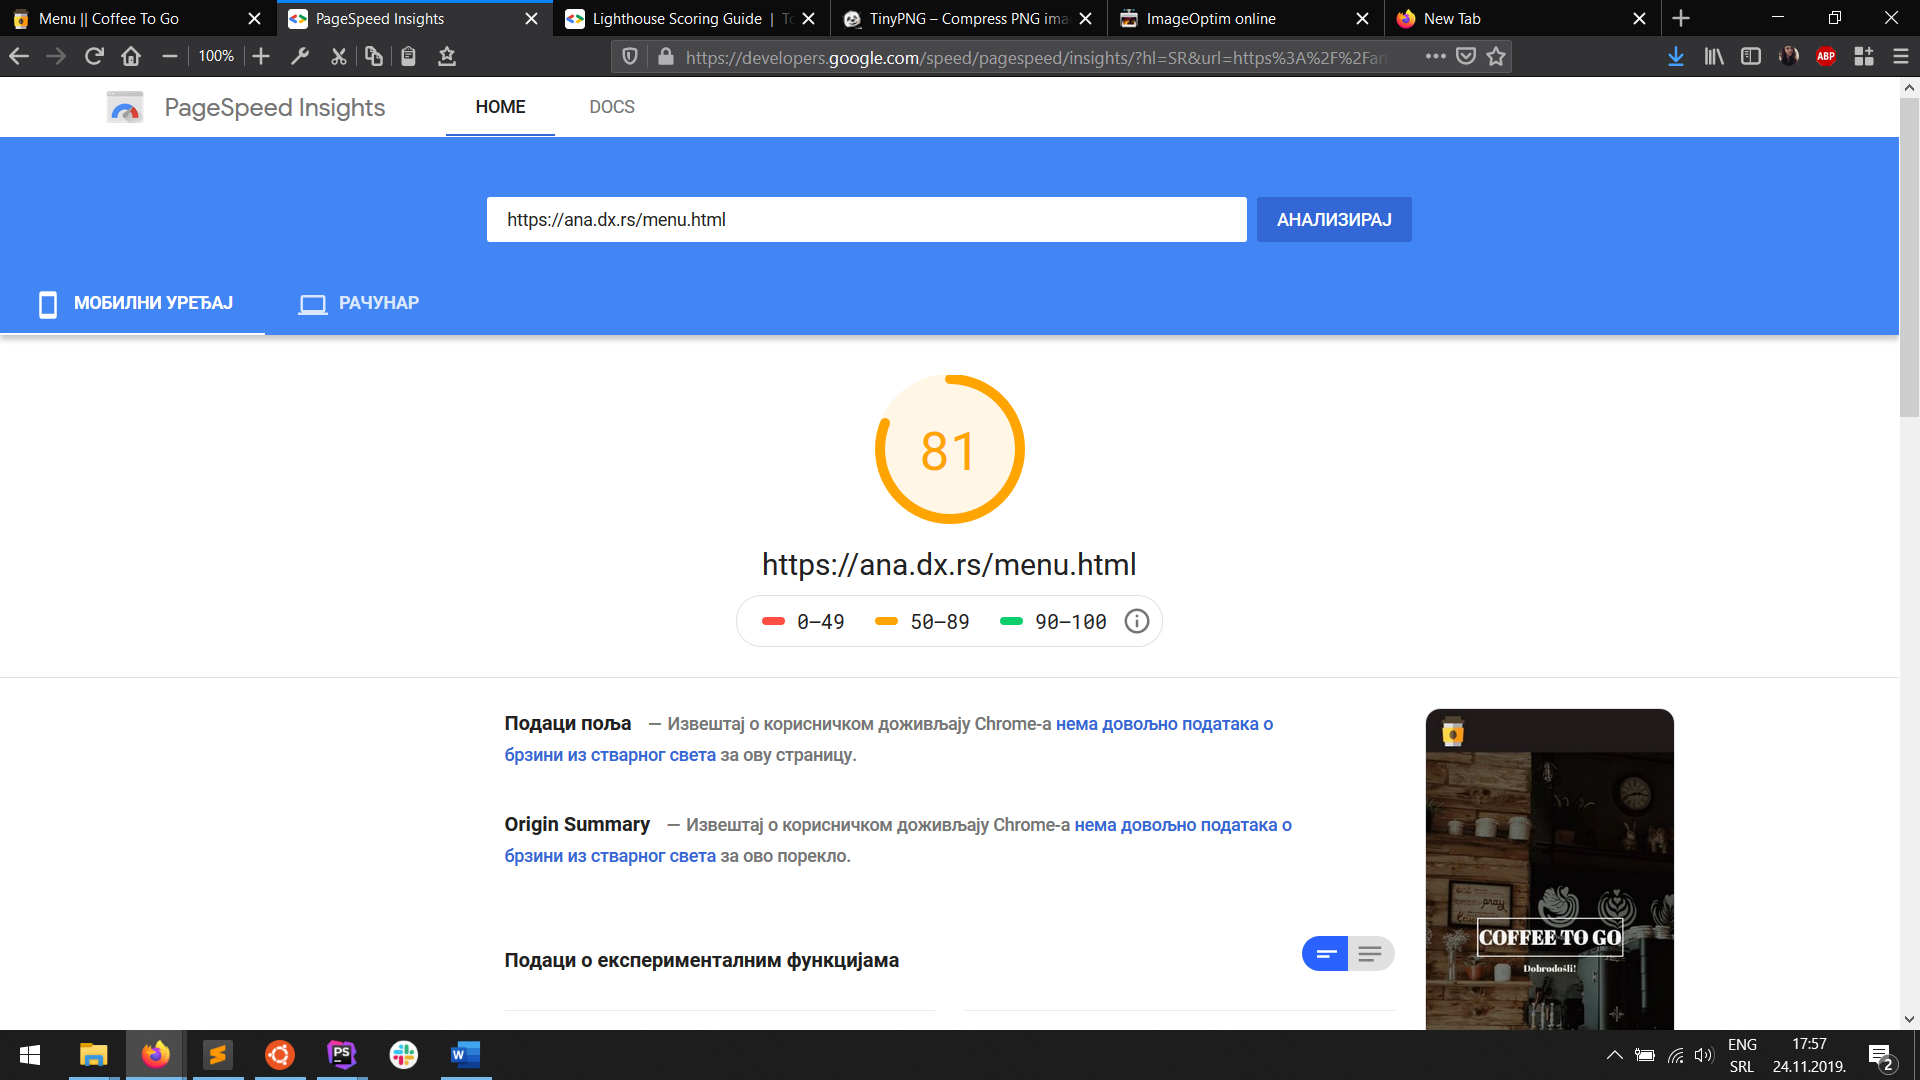 Menu || Coffee To Go
PageSpeed Insights
Lighthouse Scoring Guide | To
TinyPNG – Compress PNG ima
ImageOptim online
New Tab
100%
https://developers.google.com/speed/pagespeed/insights/?hl=SR&url=https%3A%2F%2Fan
ABP
PageSpeed Insights
HOME
DOCS
https://ana.dx.rs/menu.html
АНАЛИЗИРАЈ
МОБИЛНИ УРЕЂАЈ
РАЧУНАР
81
https://ana.dx.rs/menu.html
0–49
50–89
90–100
Подаци поља — Извештај о корисничком доживљају Chrome-а нема довољно података о
брзини из стварног света за ову страницу.
Origin Summary — Извештај о корисничком доживљају Chrome-а нема довољно података о
брзини из стварног света за ово порекло.
Подаци о експерименталним функцијама
pray
COFFEE TO GO
Dobrodošli!
PS
W
ENG
SRL
17:57
24.11.2019.
2